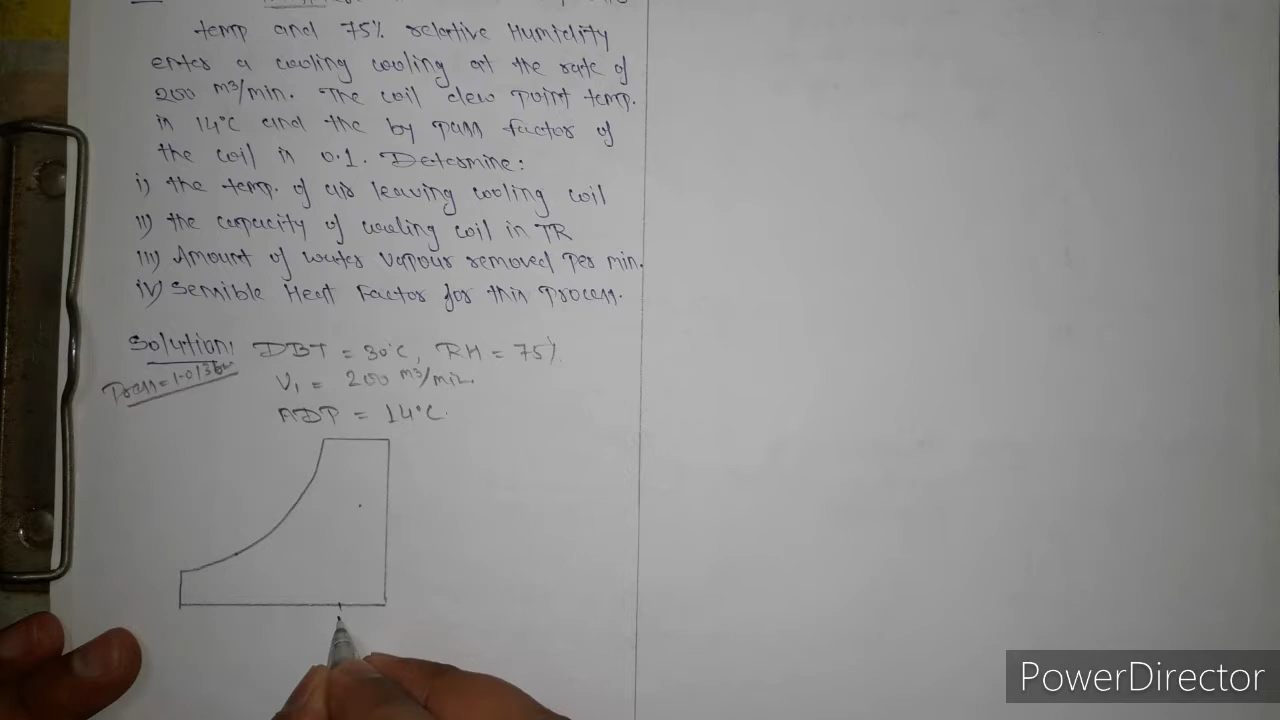 temp and 75% relative Humidity
enter a cooling cooling at the rate of
200 m³/min. The coil dew point temp.
is 14°C and the by pass factor of
the coil is 0.1. Determine:
i) the temp. of air leaving cooling coil
ii) the capacity of cooling coil in TR
iii) Amount of water vapour removed per min.
iv) Sensible Heat Factor for this process.
Solution: DBT = 30°C, RH = 75%.
Press = 1.013 bar
V₁ = 200 m³/min.
ADP = 14°C.
PowerDirector